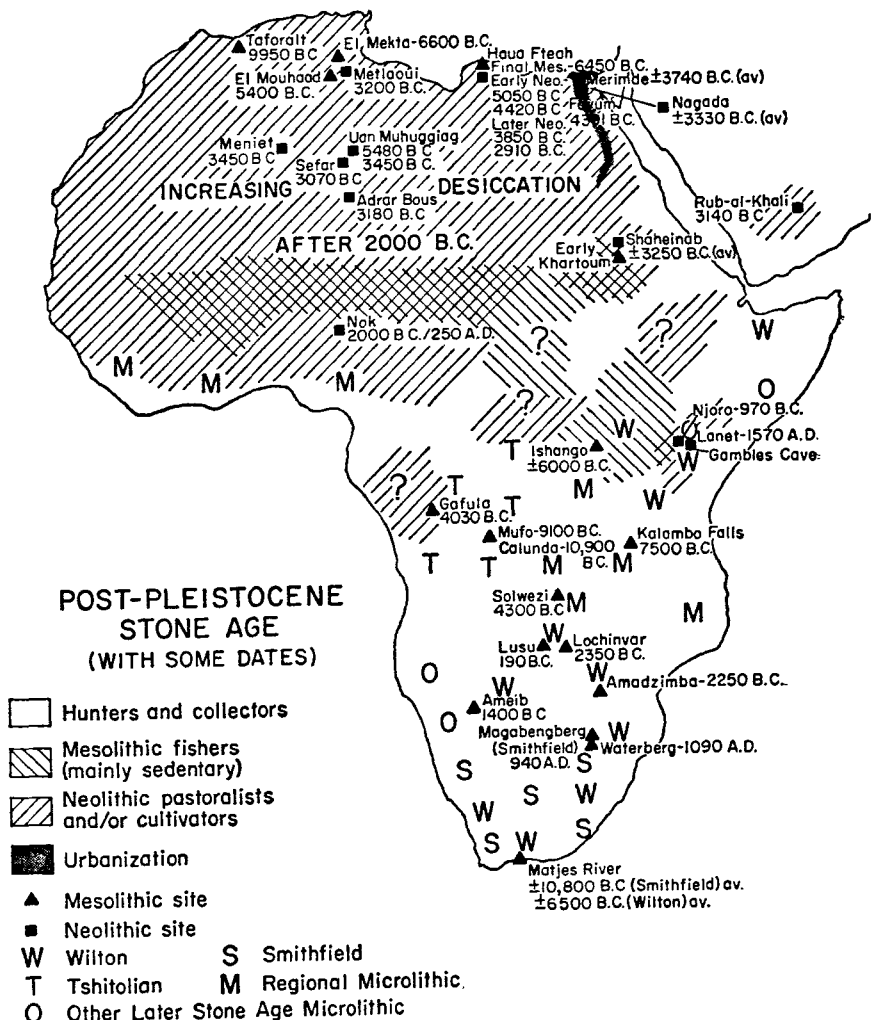 Taforalt
9950 BC
El Mekta-6600 B.C.
El Mouhaad
5400 B.C.
Metlaoui
3200 B.C.
Haua Fteah
Final Mes.-6450 B.C.
Early Neo.-
5050 BC
4420 BC
Later Neo.
3850 B.C.
2910 B.C.
Merimde ±3740 B.C. (av)
Fayum
4391 B.C.
Nagada
±3330 B.C. (av)
Meniet
3450 BC
Uan Muhuggiag
5480 BC
3450 B.C.
Sefar
3070 BC
INCREASING DESICCATION
Adrar Bous
3180 B.C.
Rub-al-Khali
3140 B.C
AFTER 2000 B.C.
Early
Khartoum
Shaheinab
±3250 B.C. (av)
Nok
2000 B.C./250 A.D.
?
?
W
M
M
M
?
O
Njoro-970 B.C.
O
W
Lanet-1570 A.D.
Gambles Cave
W
T
Ishango
±6000 B.C.
?
T
M
W
T
Gafula
4030 B.C.
Mufo-9100 B.C.
Calunda-10,900
B.C.
Kalamba Falls
7500 B.C.
T
T
M
M
Solwezi
4300 B.C
M
M
W
Lusu
190 B.C.
Lochinvar
2350 B.C.
O
W
W
Amadzimba-2250 B.C.
Ameib
1400 B C
O
Magabengberg
(Smithfield)
940 A.D.
W
Waterberg-1090 A.D.
S
S
S
W
W
S
S
W
Matjes River
±10,800 B.C (Smithfield) av.
±6500 B.C. (Wilton) av.
POST-PLEISTOCENE
STONE AGE
(WITH SOME DATES)
Hunters and collectors
Mesolithic fishers
(mainly sedentary)
Neolithic pastoralists
and/or cultivators
Urbanization
Mesolithic site
Neolithic site
W Wilton S Smithfield
T Tshitolian M Regional Microlithic
O Other Later Stone Age Microlithic